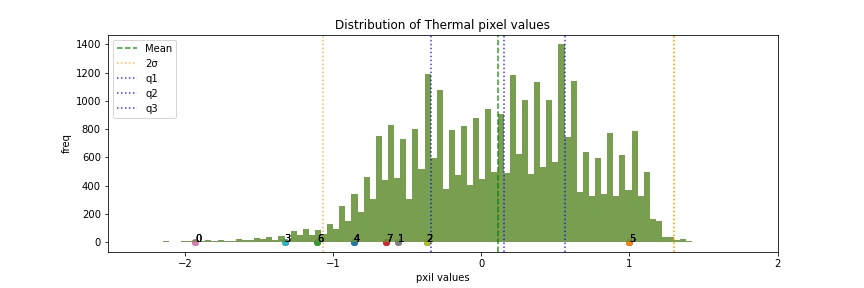 Distribution of Thermal pixel values
1400
1200
1000
800
600
400
200
0
freq
Mean
2σ
q1
q2
q3
0 3 6 4 7 1 2 5
−2 −1 0 1 2
pxil values